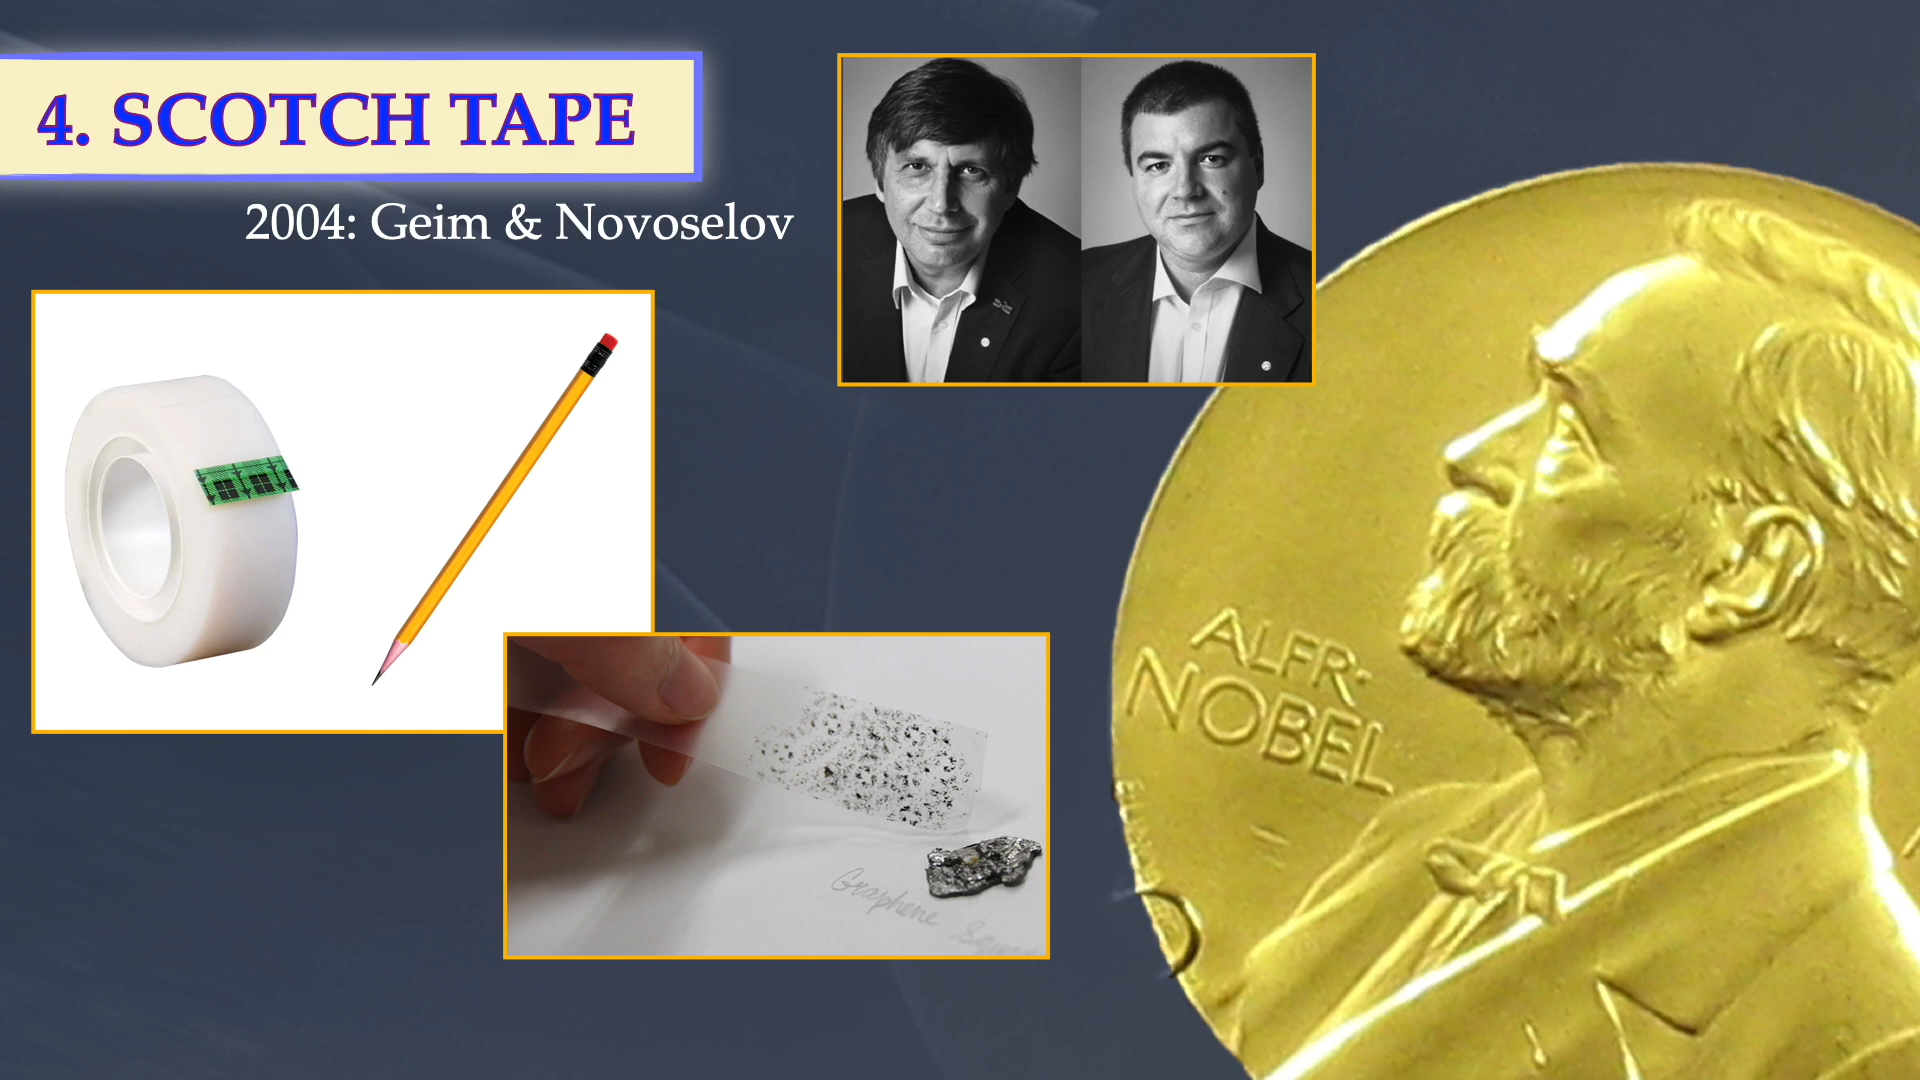 4. SCOTCH TAPE
2004: Geim & Novoselov
Graphene
ALFR·
NOBEL